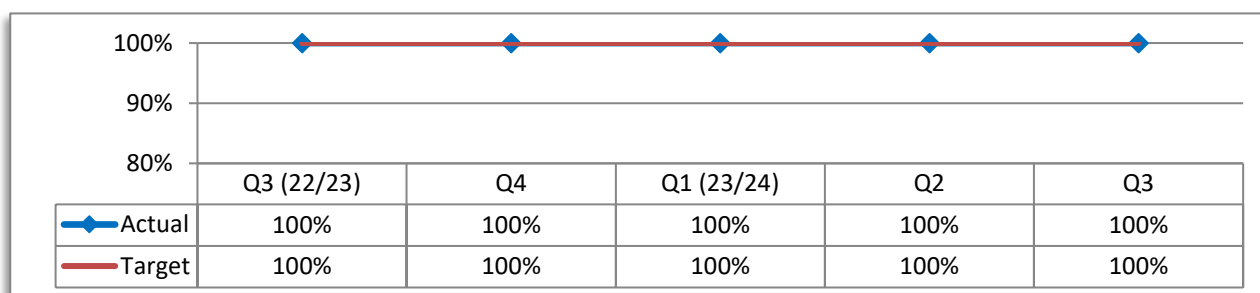 100%
90%
80%
Q3 (22/23) Q4 Q1 (23/24) Q2 Q3
Actual 100% 100% 100% 100% 100%
Target 100% 100% 100% 100% 100%